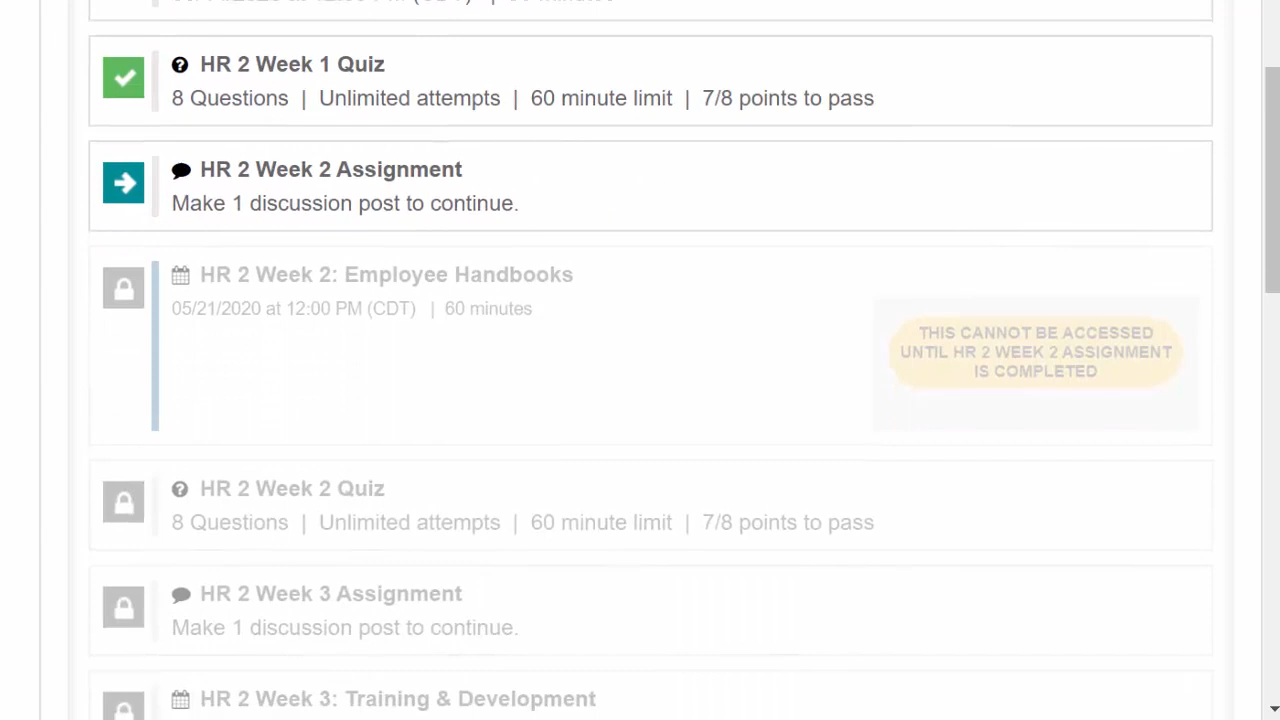 HR 2 Week 1 Quiz
8 Questions | Unlimited attempts | 60 minute limit | 7/8 points to pass
HR 2 Week 2 Assignment
Make 1 discussion post to continue.
HR 2 Week 2: Employee Handbooks
05/21/2020 at 12:00 PM (CDT) | 60 minutes
THIS CANNOT BE ACCESSED
UNTIL HR 2 WEEK 2 ASSIGNMENT
IS COMPLETED
HR 2 Week 2 Quiz
8 Questions | Unlimited attempts | 60 minute limit | 7/8 points to pass
HR 2 Week 3 Assignment
Make 1 discussion post to continue.
HR 2 Week 3: Training & Development